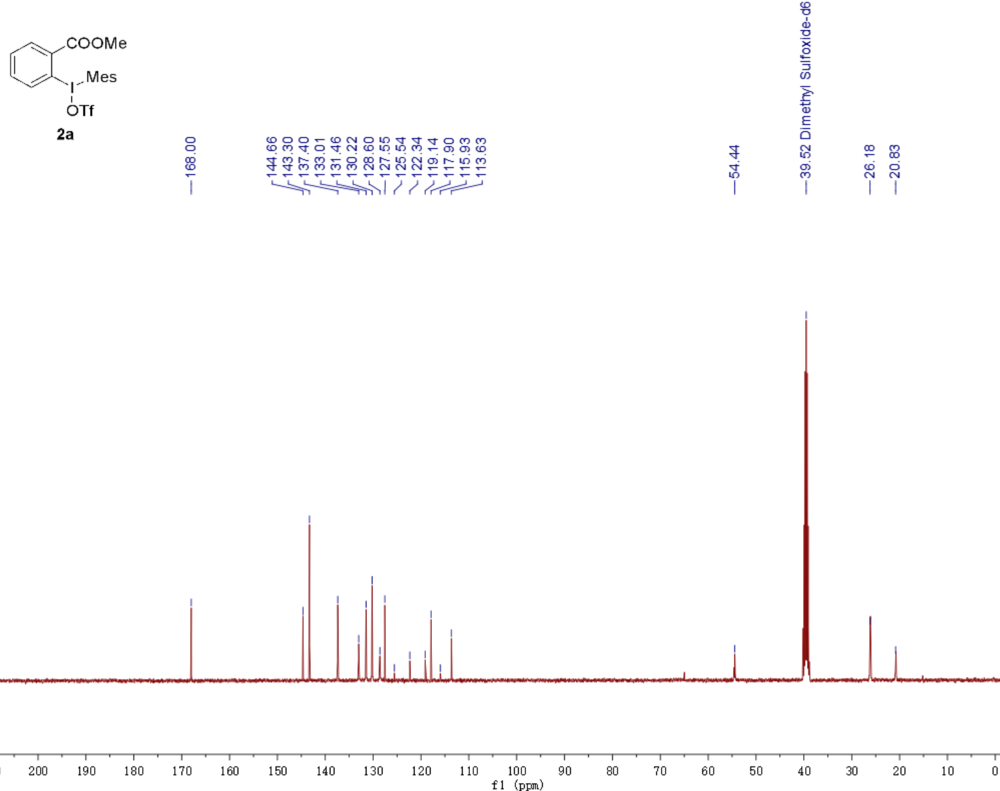 COOMe
Mes
I
OTf
2a
168.00
144.66
143.30
137.40
133.01
131.46
130.22
128.60
127.55
125.54
122.34
119.14
117.90
115.93
113.63
54.44
39.52 Dimethyl Sulfoxide-d6
26.18
20.83
200 190 180 170 160 150 140 130 120 110 100 90 80 70 60 50 40 30 20 10 0
f1 (ppm)